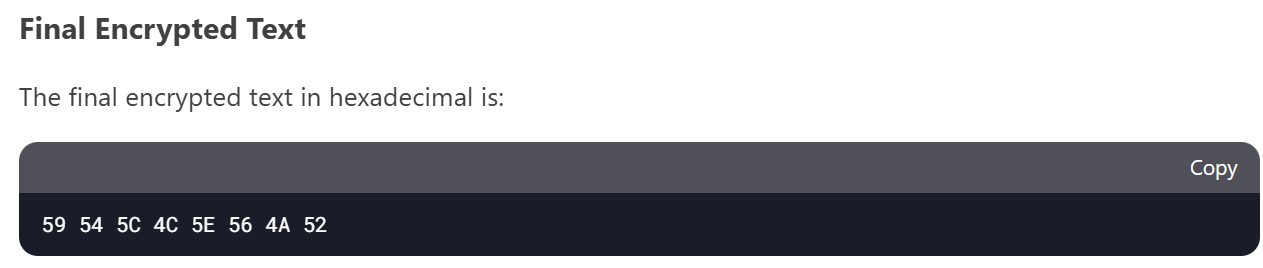 Final Encrypted Text
The final encrypted text in hexadecimal is:
Copy
59 54 5C 4C 5E 56 4A 52